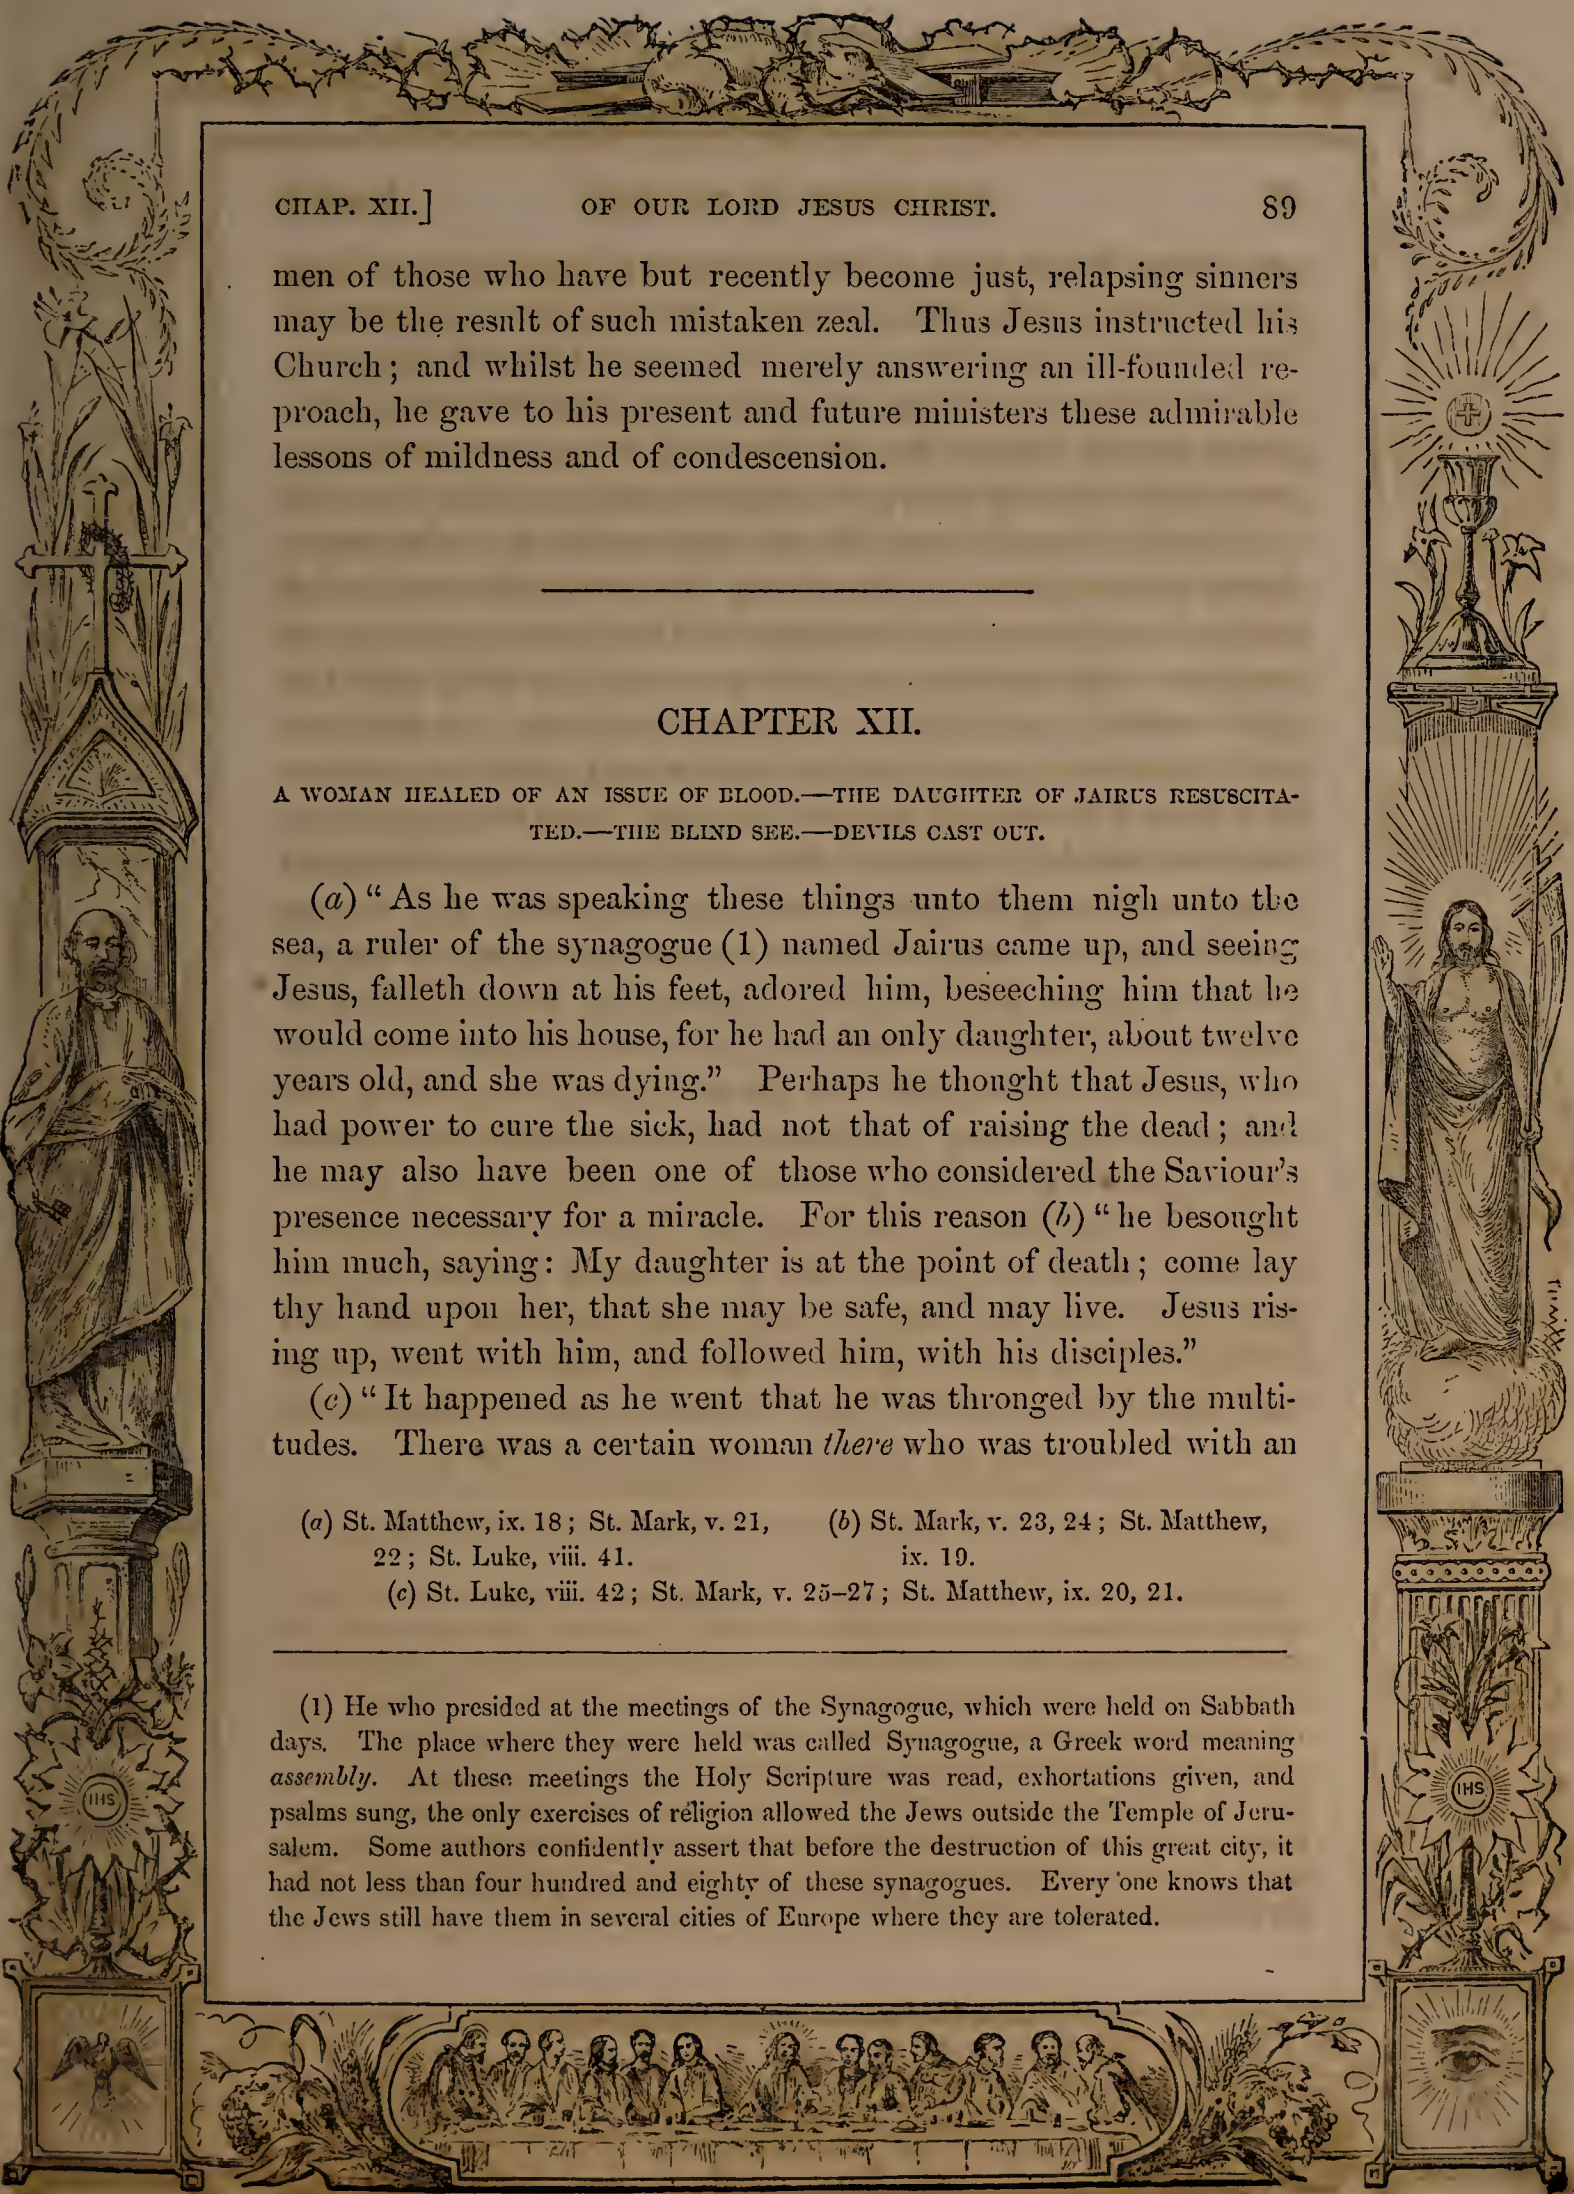 CHAP. XII.] OF OUR LORD JESUS CHRIST. 89
men of those who have but recently become just, relapsing sinners
may be the result of such mistaken zeal. Thus Jesus instructed his
Church; and whilst he seemed merely answering an ill-founded re-
proach, he gave to his present and future ministers these admirable
lessons of mildness and of condescension.
CHAPTER XII.
A WOMAN HEALED OF AN ISSUE OF BLOOD.—THE DAUGHTER OF JAIRUS RESUSCITA-
TED.—THE BLIND SEE.—DEVILS CAST OUT.
(a) “As he was speaking these things unto them nigh unto the
sea, a ruler of the synagogue (1) named Jairus came up, and seeing
Jesus, falleth down at his feet, adored him, beseeching him that he
would come into his house, for he had an only daughter, about twelve
years old, and she was dying.” Perhaps he thought that Jesus, who
had power to cure the sick, had not that of raising the dead; and
he may also have been one of those who considered the Saviour’s
presence necessary for a miracle. For this reason (b) “he besought
him much, saying: My daughter is at the point of death; come lay
thy hand upon her, that she may be safe, and may live. Jesus ris-
ing up, went with him, and followed him, with his disciples.”
(c) “It happened as he went that he was thronged by the multi-
tudes. There was a certain woman there who was troubled with an
(a) St. Matthew, ix. 18; St. Mark, v. 21,
22; St. Luke, viii. 41.
(b) St. Mark, v. 23, 24; St. Matthew,
ix. 19.
(c) St. Luke, viii. 42; St. Mark, v. 25–27; St. Matthew, ix. 20, 21.
(1) He who presided at the meetings of the Synagogue, which were held on Sabbath
days. The place where they were held was called Synagogue, a Greek word meaning
assembly. At these meetings the Holy Scripture was read, exhortations given, and
psalms sung, the only exercises of religion allowed the Jews outside the Temple of Jeru-
salem. Some authors confidently assert that before the destruction of this great city, it
had not less than four hundred and eighty of these synagogues. Every one knows that
the Jews still have them in several cities of Europe where they are tolerated.
IHS
IHS